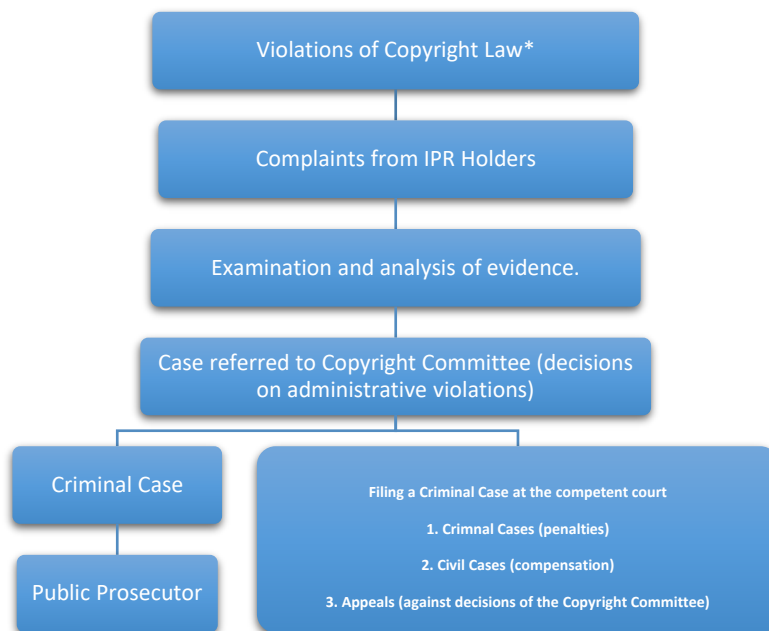 Violations of Copyright Law*
Complaints from IPR Holders
Examination and analysis of evidence.
Case referred to Copyright Committee (decisions
on administrative violations)
Criminal Case
Public Prosecutor
Filing a Criminal Case at the competent court
1. Crimnal Cases (penalties)
2. Civil Cases (compensation)
3. Appeals (against decisions of the Copyright Committee)